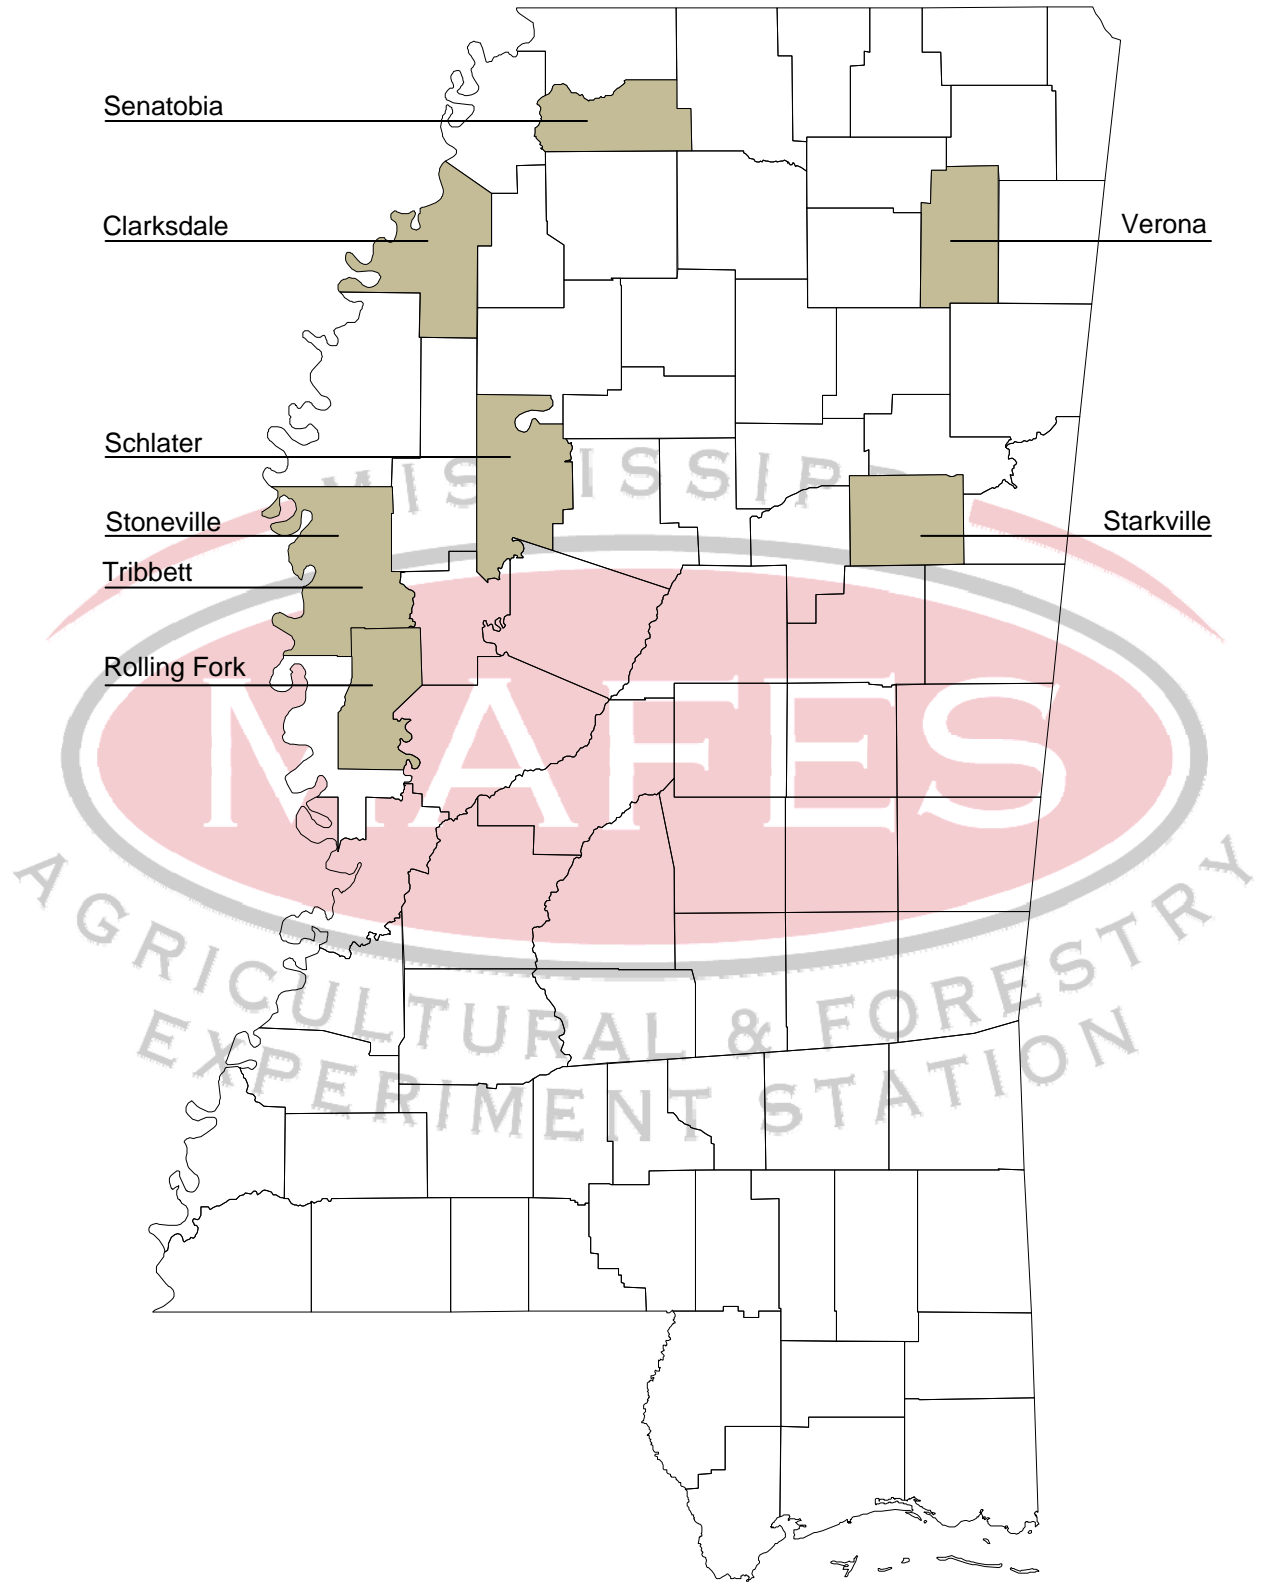 Senatobia
Clarksdale
Verona
Schlater
MISSISSIPPI
Stoneville
Starkville
Tribbett
Rolling Fork
MAFES
AGRICULTURAL & FORESTRY
EXPERIMENT STATION